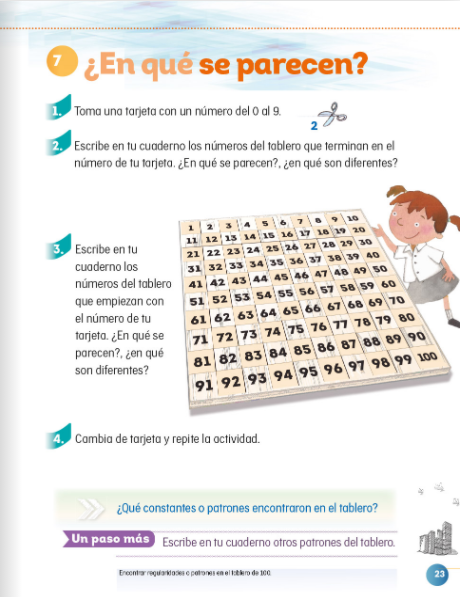 7 ¿En qué se parecen?
1. Toma una tarjeta con un número del 0 al 9.
2
2. Escribe en tu cuaderno los números del tablero que terminan en el
número de tu tarjeta. ¿En qué se parecen?, ¿en qué son diferentes?
3. Escribe en tu
cuaderno los
números del tablero
que empiezan con
el número de tu
tarjeta. ¿En qué se
parecen?, ¿en qué
son diferentes?
1 2 3 4 5 6 7 8 9 10
11 12 13 14 15 16 17 18 19 20
21 22 23 24 25 26 27 28 29 30
31 32 33 34 35 36 37 38 39 40
41 42 43 44 45 46 47 48 49 50
51 52 53 54 55 56 57 58 59 60
61 62 63 64 65 66 67 68 69 70
71 72 73 74 75 76 77 78 79 80
81 82 83 84 85 86 87 88 89 90
91 92 93 94 95 96 97 98 99 100
4. Cambia de tarjeta y repite la actividad.
¿Qué constantes o patrones encontraron en el tablero?
Un paso más Escribe en tu cuaderno otros patrones del tablero.
Encontrar regularidades o patrones en el tablero de 100.
23